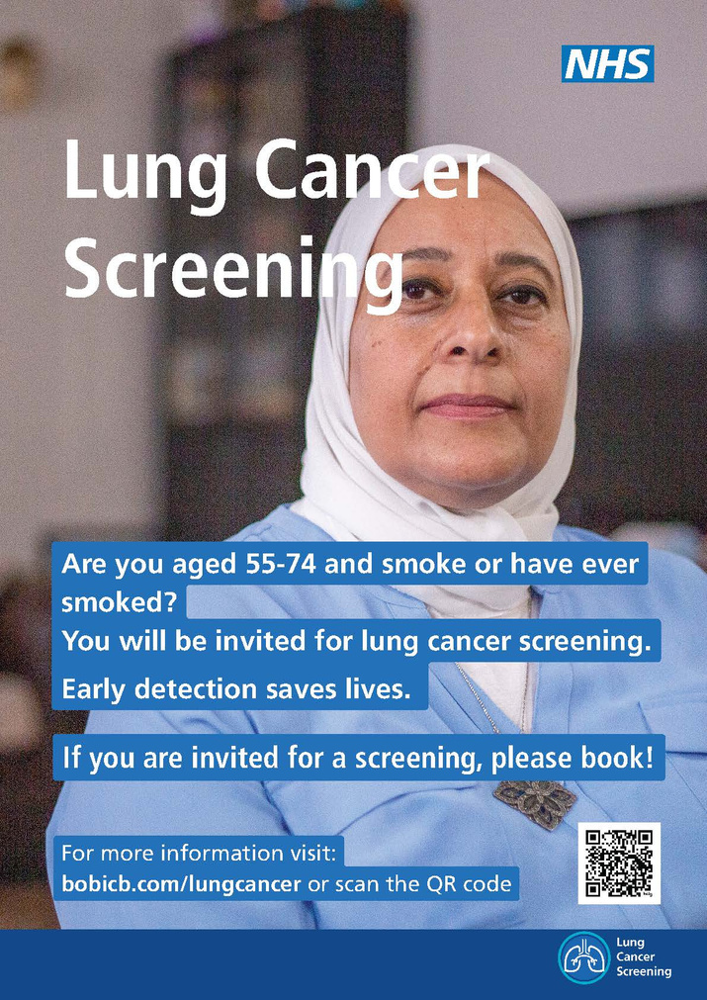 NHS
Lung Cancer
Screening
Are you aged 55-74 and smoke or have ever
smoked?
You will be invited for lung cancer screening.
Early detection saves lives.
If you are invited for a screening, please book!
For more information visit:
bobicb.com/lungcancer or scan the QR code
Lung
Cancer
Screening